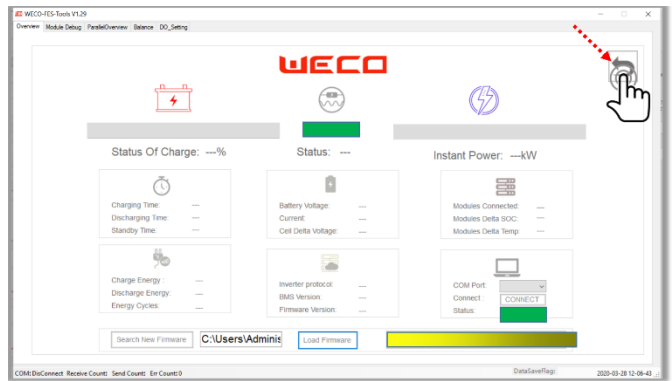 WECO-FES-Tools V1.29
Overview Module Debug ParallelOverview Balance DO_Setting
WECO
Status Of Charge: ---%
Status: ---
Instant Power: ---kW
Charging Time: ---
Discharging Time: ---
Standby Time: ---
Battery Voltage: ---
Current: ---
Cell Delta Voltage: ---
Modules Connected: ---
Modules Delta SOC: ---
Modules Delta Temp: ---
Charge Energy : ---
Discharge Energy: ---
Energy Cycles: ---
Inverter protocol: ---
BMS Version ---
Firmware Version: ---
COM Port:
Connect : CONNECT
Status:
Search New Firmware C:\Users\Adminis Load Firmware
COM:DisConnect Receive Count: Send Count: Err Count:0 DataSaveFlag: 2020-03-28 12-06-43